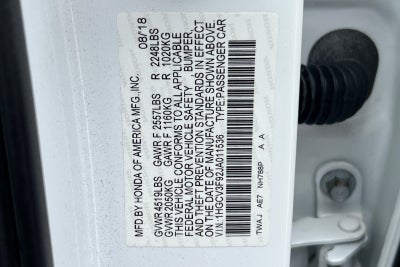 MFD. BY HONDA OF AMERICA MFG., INC. 08/18
GVWR 4519LBS GAWR F 2557LBS R 2248LBS
GVWR 2050KG GAWR F 1160KG R 1020KG
THIS VEHICLE CONFORMS TO ALL APPLICABLE
FEDERAL MOTOR VEHICLE SAFETY, BUMPER,
AND THEFT PREVENTION STANDARDS IN EFFECT
ON THE DATE OF MANUFACTURE SHOWN ABOVE.
V.I.N:1HGCV3F92JA011536 TYPE:PASSENGER CAR
TWAJ AE7 NH788P A A